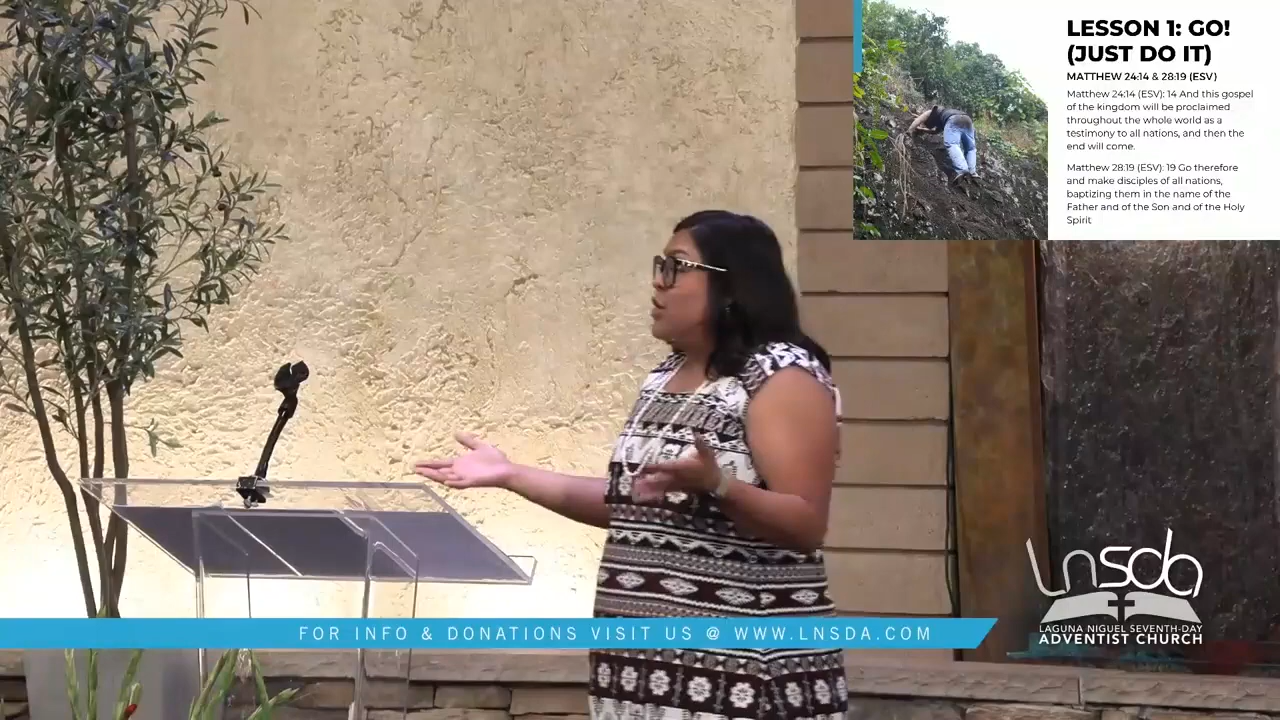 LESSON 1: GO!
(JUST DO IT)
MATTHEW 24:14 & 28:19 (ESV)
Matthew 24:14 (ESV): 14 And this gospel
of the kingdom will be proclaimed
throughout the whole world as a
testimony to all nations, and then the
end will come.
Matthew 28:19 (ESV): 19 Go therefore
and make disciples of all nations,
baptizing them in the name of the
Father and of the Son and of the Holy
Spirit
FOR INFO & DONATIONS VISIT US @ WWW.LNSDA.COM
lnsda
LAGUNA NIGUEL SEVENTH-DAY
ADVENTIST CHURCH